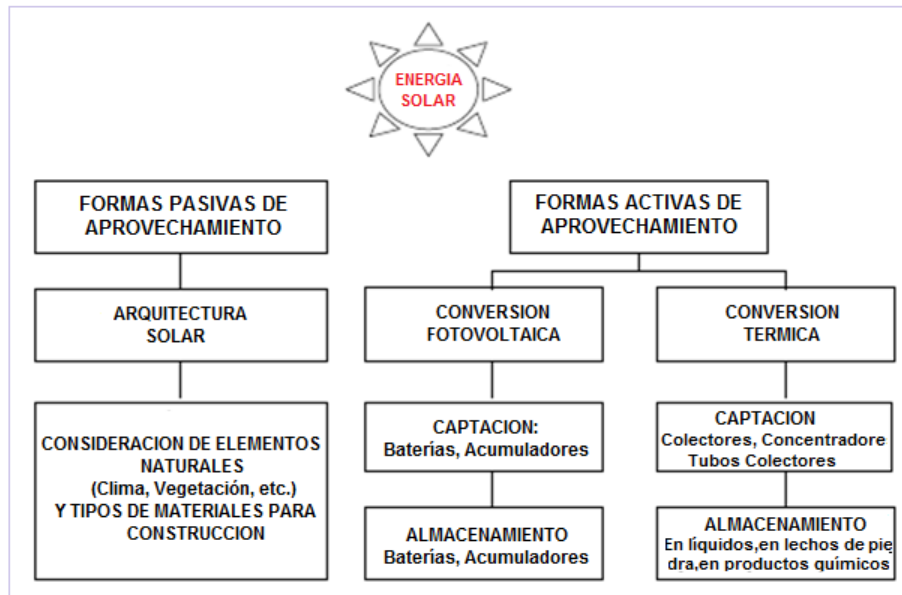 ENERGIA
SOLAR
FORMAS PASIVAS DE
APROVECHAMIENTO
ARQUITECTURA
SOLAR
CONSIDERACION DE ELEMENTOS
NATURALES
(Clima, Vegetación, etc.)
Y TIPOS DE MATERIALES PARA
CONSTRUCCION
FORMAS ACTIVAS DE
APROVECHAMIENTO
CONVERSION
FOTOVOLTAICA
CAPTACION:
Baterías, Acumuladores
ALMACENAMIENTO
Baterías, Acumuladores
CONVERSION
TERMICA
CAPTACION
Colectores, Concentradore
Tubos Colectores
ALMACENAMIENTO
En líquidos,en lechos de pie
dra,en productos químicos